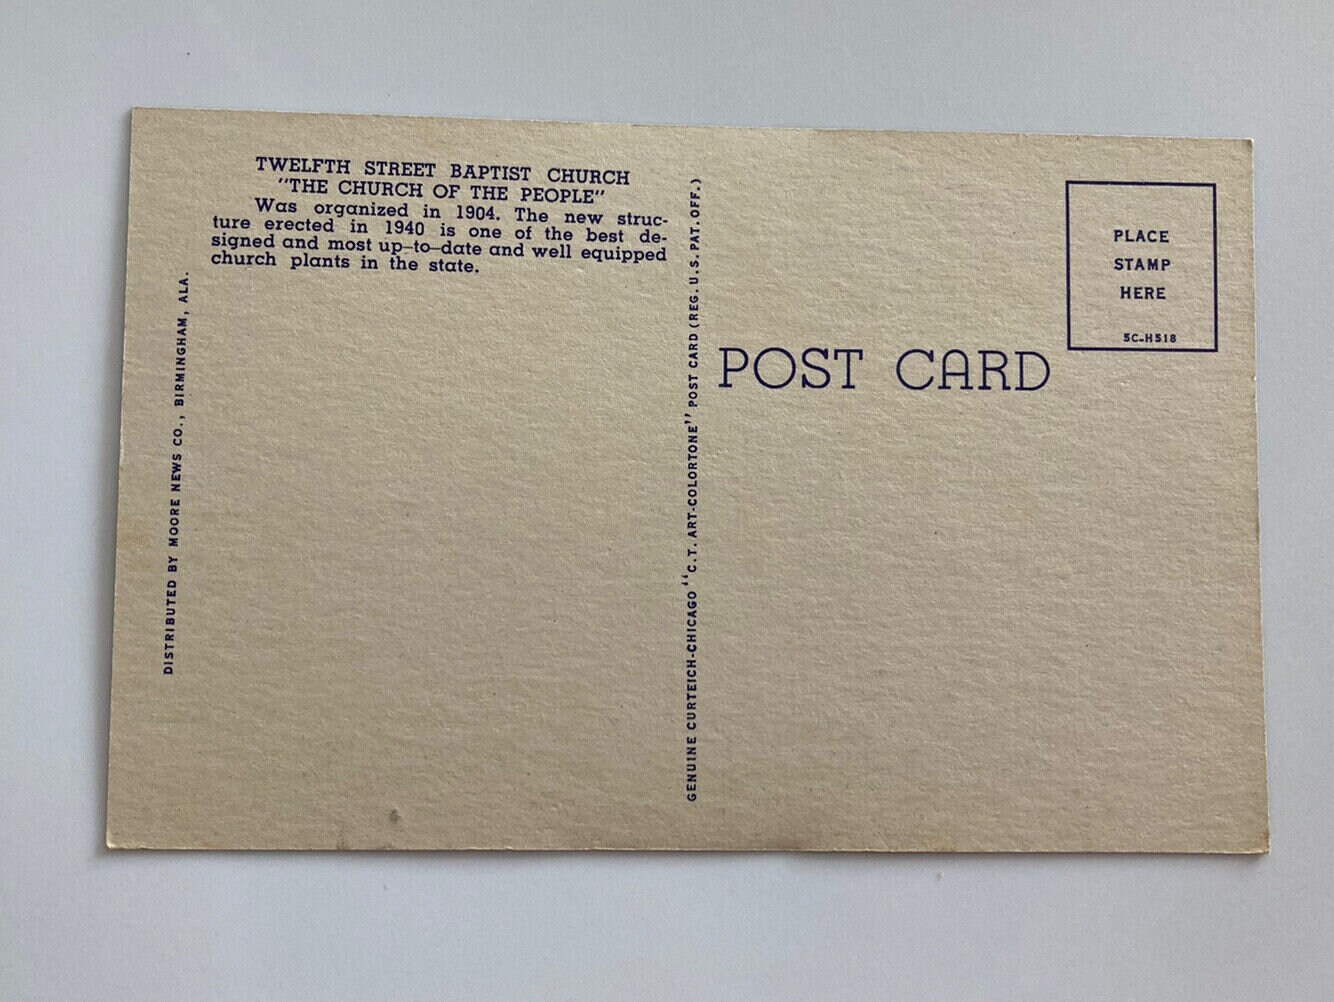 TWELFTH STREET BAPTIST CHURCH
"THE CHURCH OF THE PEOPLE"
Was organized in 1904. The new struc-
ture erected in 1940 is one of the best de-
signed and most up-to-date and well equipped
church plants in the state.
DISTRIBUTED BY MOORE NEWS CO., BIRMINGHAM, ALA.
GENUINE CURTEICH-CHICAGO "C.T. ART-COLORTONE" POST CARD (REG. U.S. PAT. OFF.)
POST CARD
PLACE
STAMP
HERE
5C-H518